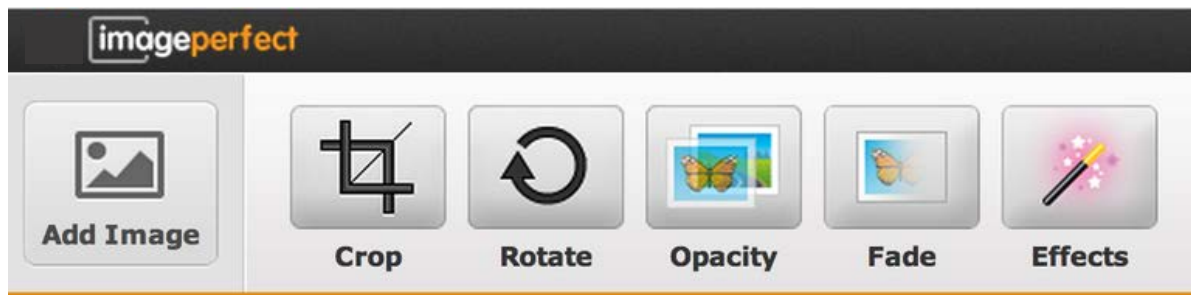 imageperfect
Add Image
Crop
Rotate
Opacity
Fade
Effects